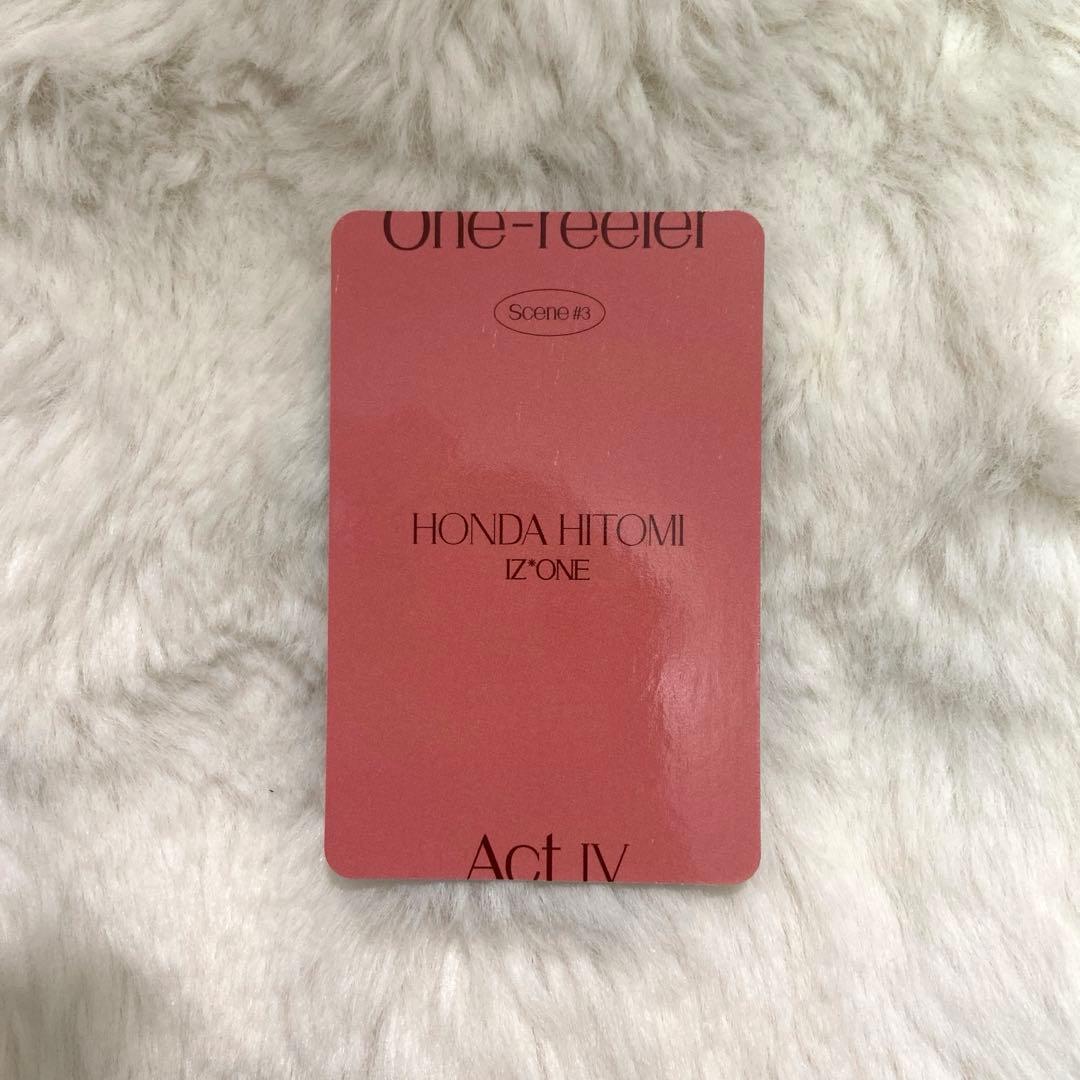 One-reeler
Scene #3
HONDA HITOMI
IZ*ONE
Act IV